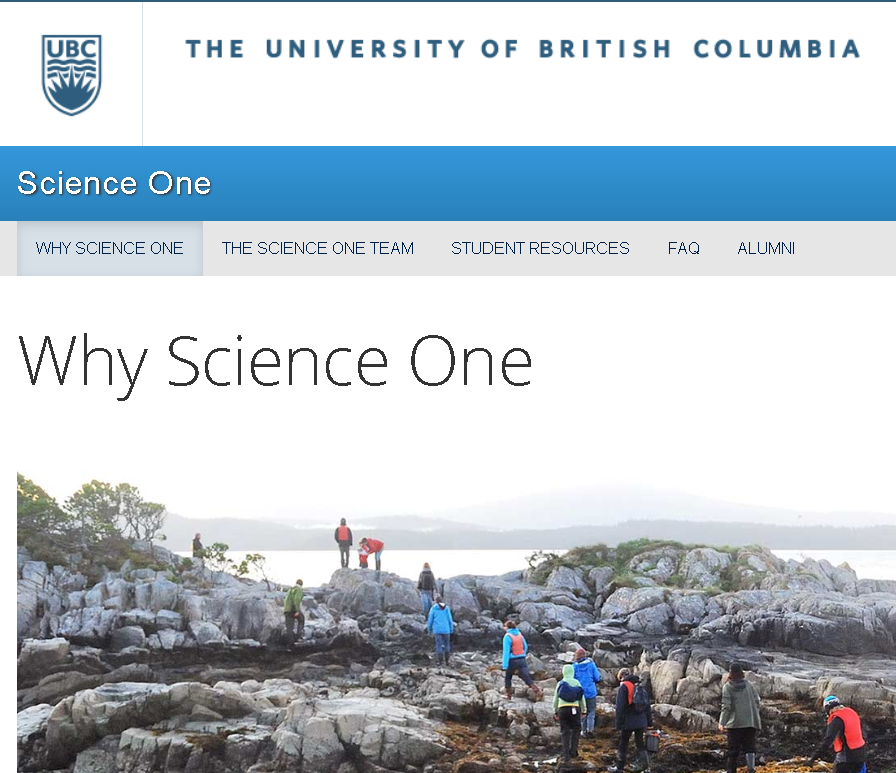 UBC
THE UNIVERSITY OF BRITISH COLUMBIA
Science One
WHY SCIENCE ONE THE SCIENCE ONE TEAM STUDENT RESOURCES FAQ ALUMNI
Why Science One